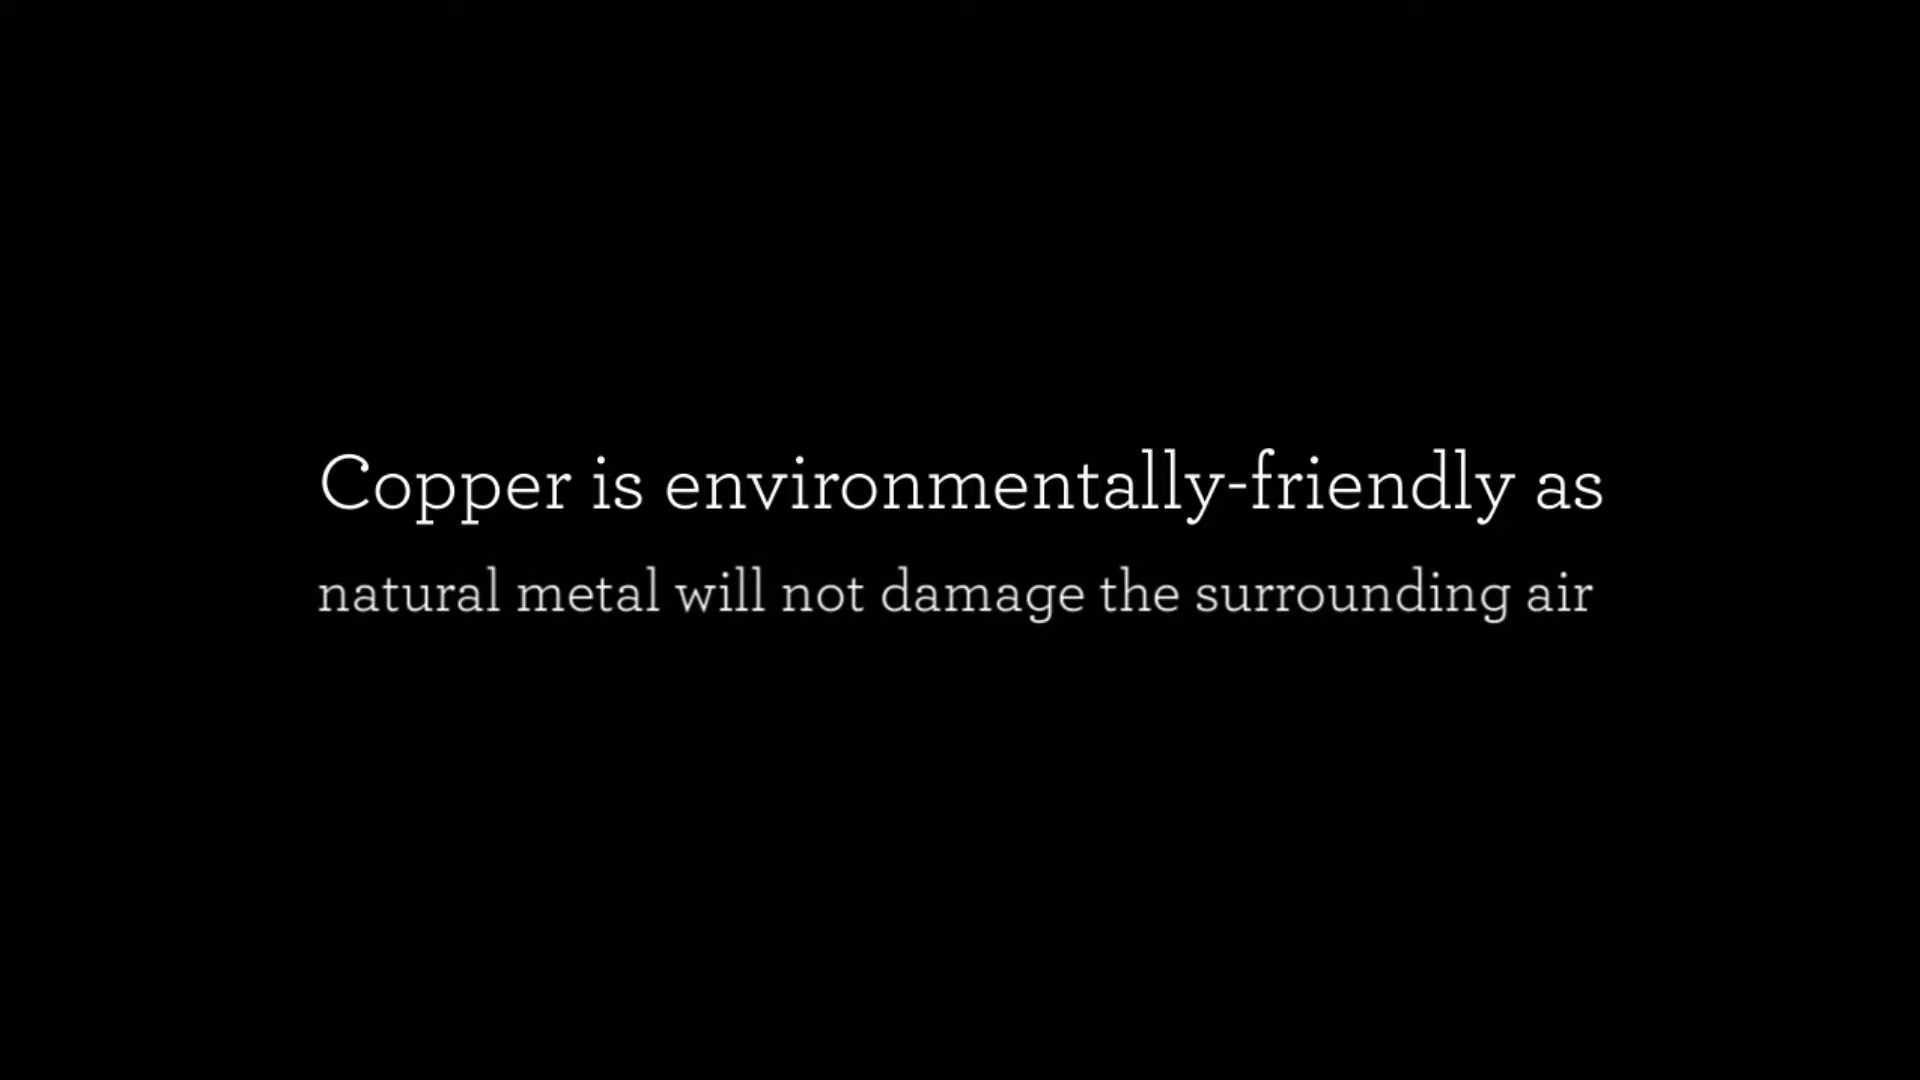 Copper is environmentally-friendly as
natural metal will not damage the surrounding air